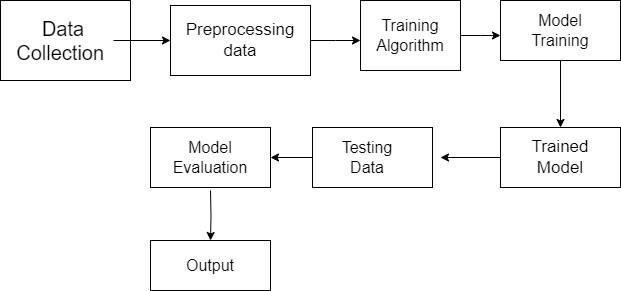 Data
Collection
Preprocessing
data
Training
Algorithm
Model
Training
Trained
Model
Testing
Data
Model
Evaluation
Output